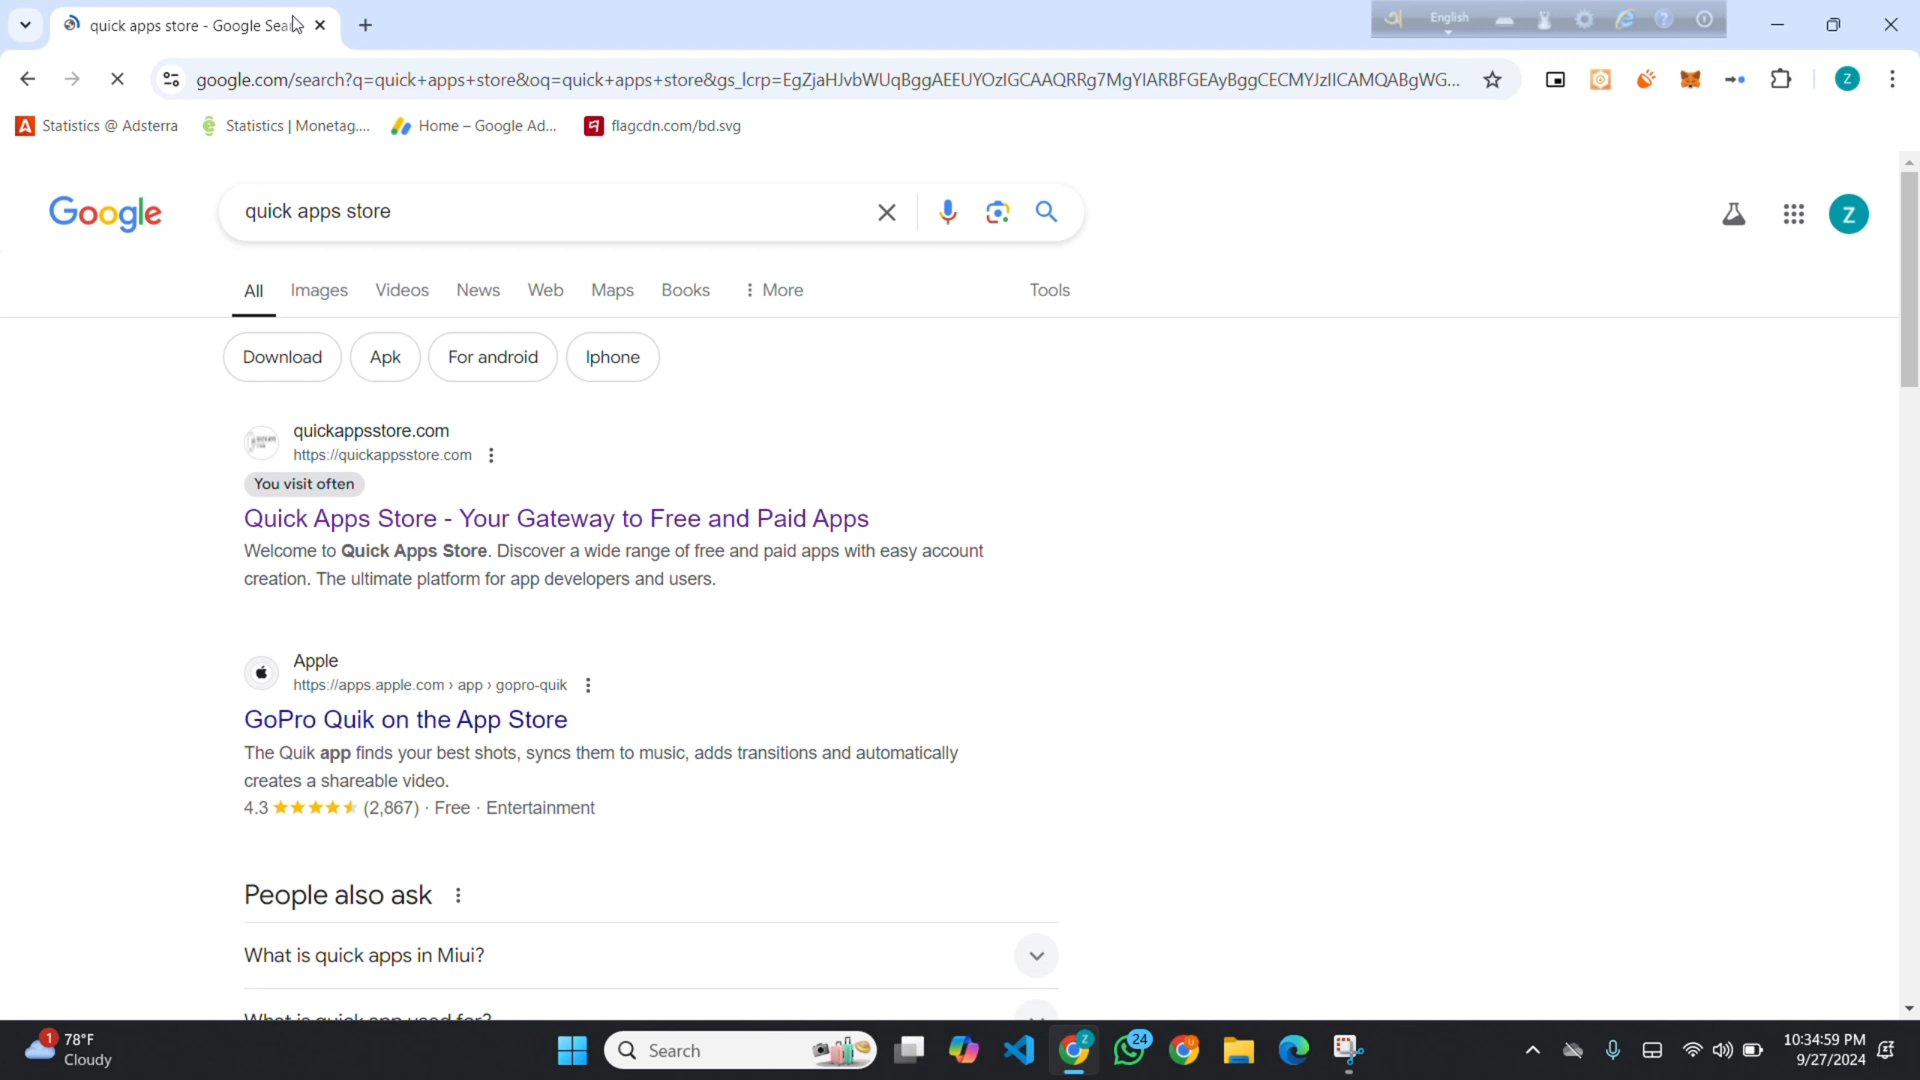 quick apps store - Google Sear
অ English
google.com/search?q=quick+apps+store&oq=quick+apps+store&gs_lcrp=EgZjaHJvbWUqBggAEEUYOzIGCAAQRRg7MgYIARBFGEAyBggCECMYJzIICAMQABgWG...
Z
Statistics @ Adsterra
Statistics | Monetag....
Home – Google Ad...
flagcdn.com/bd.svg
Google
quick apps store
Z
All Images Videos News Web Maps Books More Tools
Download Apk For android Iphone
quickappsstore.com
https://quickappsstore.com
You visit often
Quick Apps Store - Your Gateway to Free and Paid Apps
Welcome to Quick Apps Store. Discover a wide range of free and paid apps with easy account
creation. The ultimate platform for app developers and users.
Apple
https://apps.apple.com › app › gopro-quik
GoPro Quik on the App Store
The Quik app finds your best shots, syncs them to music, adds transitions and automatically
creates a shareable video.
4.3 (2,867) · Free · Entertainment
People also ask
What is quick apps in Miui?
What is quick app used for?
1
78°F
Cloudy
Search
Z
24
10:34:59 PM
9/27/2024